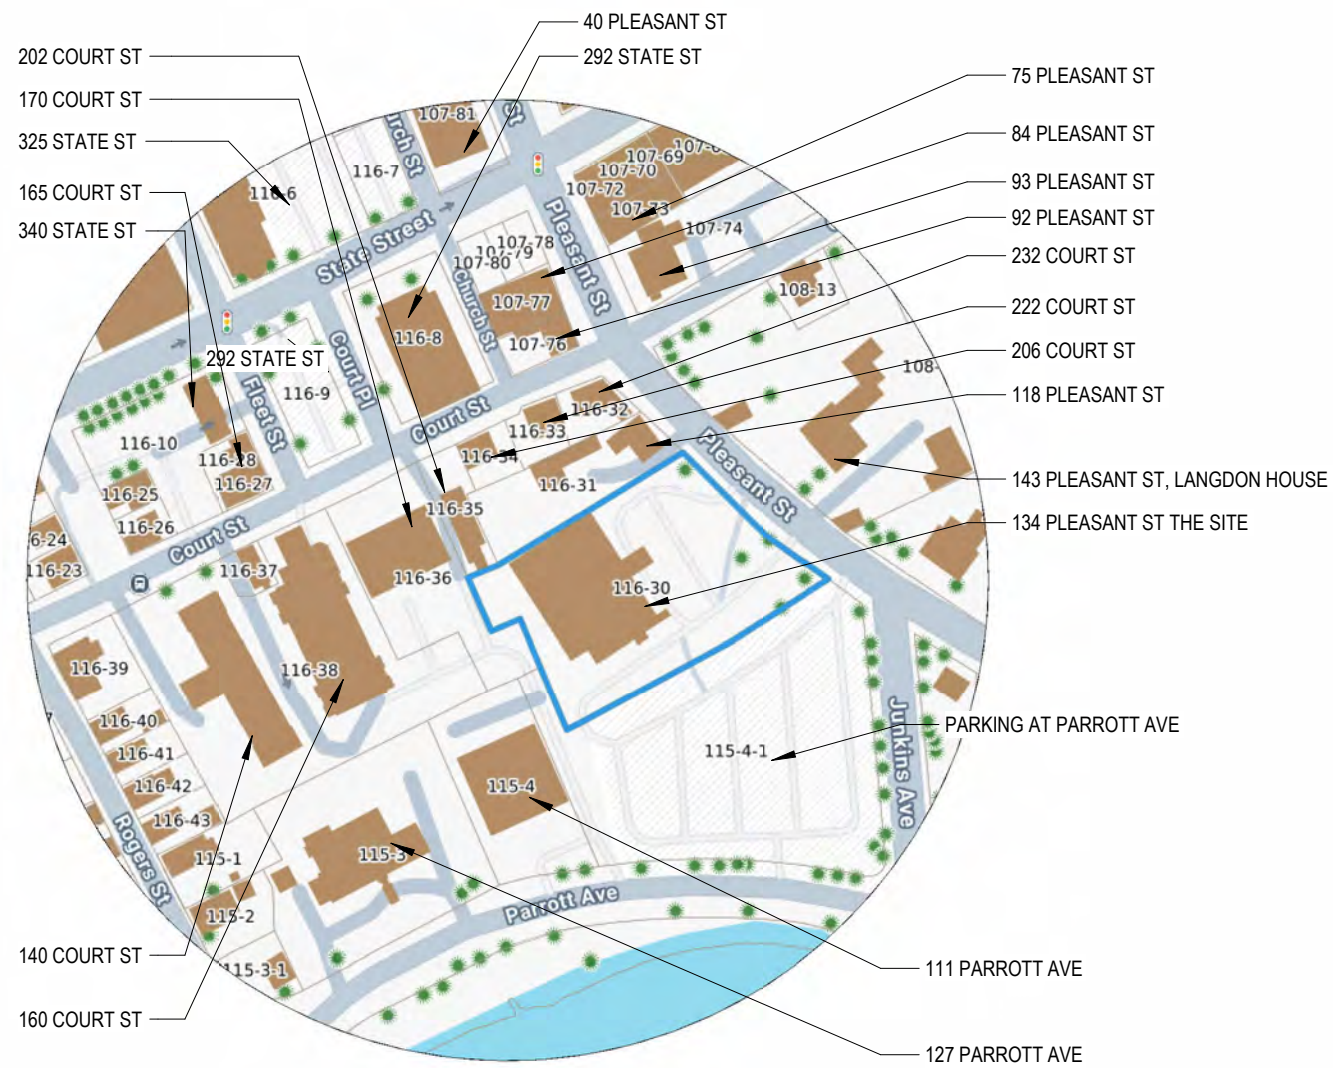 40 PLEASANT ST
202 COURT ST
292 STATE ST
75 PLEASANT ST
170 COURT ST
107-81
St
84 PLEASANT ST
325 STATE ST
107-69
107-70
116-7
93 PLEASANT ST
165 COURT ST
116-6
107-72
107-73
92 PLEASANT ST
340 STATE ST
State Street
Pleasant St
107-74
107-78
107-79
107-80
232 COURT ST
108-13
Church St
107-77
222 COURT ST
116-8
107-76
206 COURT ST
292 STATE ST
Court Pl
Fleet St
116-9
118 PLEASANT ST
116-32
Court St
116-33
116-10
116-34
116-28
116-27
116-31
Pleasant St
143 PLEASANT ST, LANGDON HOUSE
116-25
116-26
116-35
134 PLEASANT ST THE SITE
Court St
116-23
116-37
116-36
116-30
116-39
116-38
116-40
Junkins Ave
PARKING AT PARROTT AVE
116-41
115-4-1
116-42
115-4
116-43
Rogers St
115-1
115-3
Parrott Ave
115-2
140 COURT ST
115-3-1
111 PARROTT AVE
160 COURT ST
127 PARROTT AVE